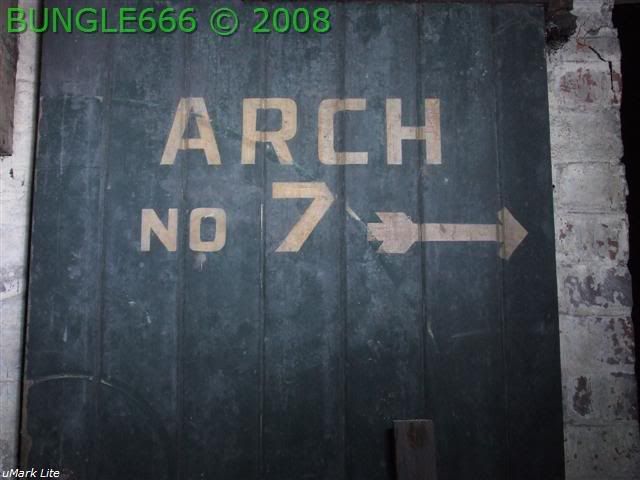 BUNGLE666 © 2008
ARCH
NO 7
uMark Lite